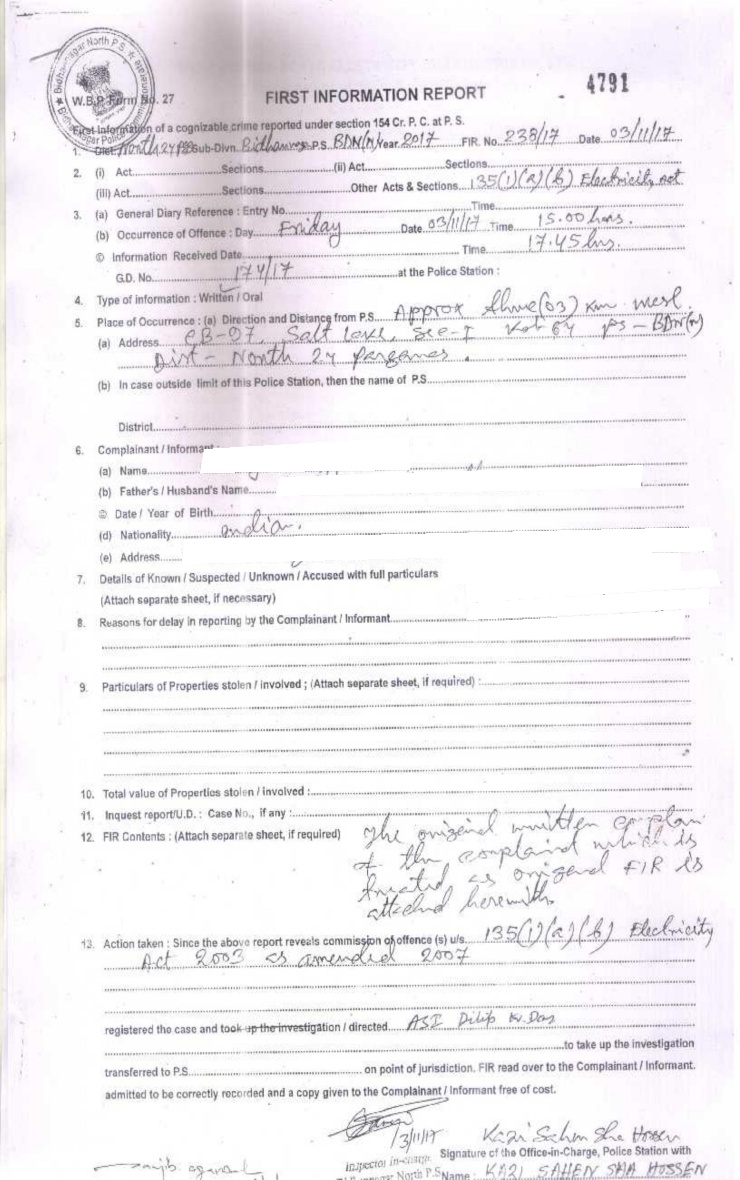 Bidhannagar North P.S.
W.B.P Form No. 27
FIRST INFORMATION REPORT
4791
First Information of a cognizable crime reported under section 154 Cr. P. C. at P. S.
1. Dist. North 24 Sub-Divn. P.S. BDN(N) Year 2017 FIR. No. 238/17 Date 03/11/17
2. (i) Act Sections (ii) Act Sections
(iii) Act Sections Other Acts & Sections 135(1)(a)(b) Electricity Act
3. (a) General Diary Reference : Entry No. Time
(b) Occurrence of Offence : Day Friday Date 03/11/17 Time 15.00 hrs.
© Information Received Date Time 17.45 hrs.
G.D. No. 174/17 at the Police Station :
4. Type of information : Written / Oral
5. Place of Occurrence : (a) Direction and Distance from P.S. Approx three (03) Km west.
(a) Address -97, Salt Lake, Sec-I Kol 64 PS - BDN(N)
Dist - North 24 Parganas.
(b) In case outside limit of this Police Station, then the name of P.S.
District
6. Complainant / Informant :
(a) Name
(b) Father's / Husband's Name
© Date / Year of Birth
(d) Nationality Indian.
(e) Address
7. Details of Known / Suspected / Unknown / Accused with full particulars
(Attach separate sheet, if necessary)
8. Reasons for delay in reporting by the Complainant / Informant
9. Particulars of Properties stolen / involved ; (Attach separate sheet, if required) :
10. Total value of Properties stolen / involved :
11. Inquest report/U.D. : Case No., if any :
12. FIR Contents : (Attach separate sheet, if required) The original written complain
of the complaind which is
treated as original FIR is
attached herewith.
13. Action taken : Since the above report reveals commission of offence (s) u/s. 135(1)(a)(b) Electricity
Act 2003 as amended 2007
registered the case and took up the investigation / directed ASI Dilip Kr. Das
to take up the investigation
transferred to P.S. on point of jurisdiction. FIR read over to the Complainant / Informant.
admitted to be correctly recorded and a copy given to the Complainant / Informant free of cost.
3/11/17 Kazi Sahen Sha Hossen
Inspector in-charge Signature of the Office-in-Charge, Police Station with
North P.S. Name : KAZI SAHEN SHA HOSSEN